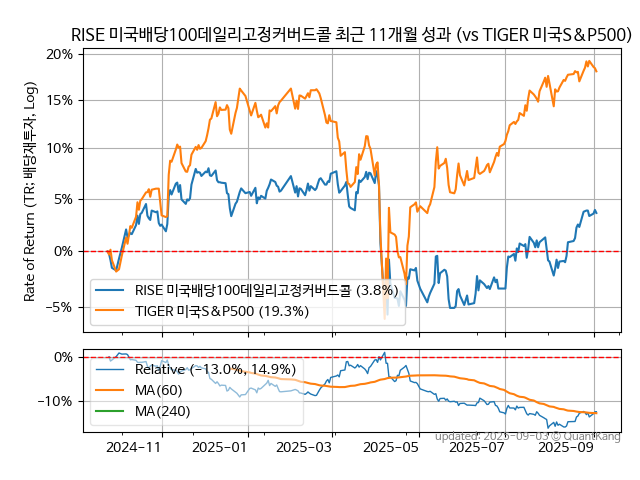 RISE 미국배당100데일리고정커버드콜 최근 11개월 성과 (vs TIGER 미국S&P500)
Rate of Return (TR: 배당재투자, Log)
20%
15%
10%
5%
0%
−5%
RISE 미국배당100데일리고정커버드콜 (3.8%)
TIGER 미국S&P500 (19.3%)
0%
−10%
Relative (−13.0%, 14.9%)
MA(60)
MA(240)
updated: 2025-09-03 © QuantKang
2024−11
2025−01
2025−03
2025−05
2025−07
2025−09